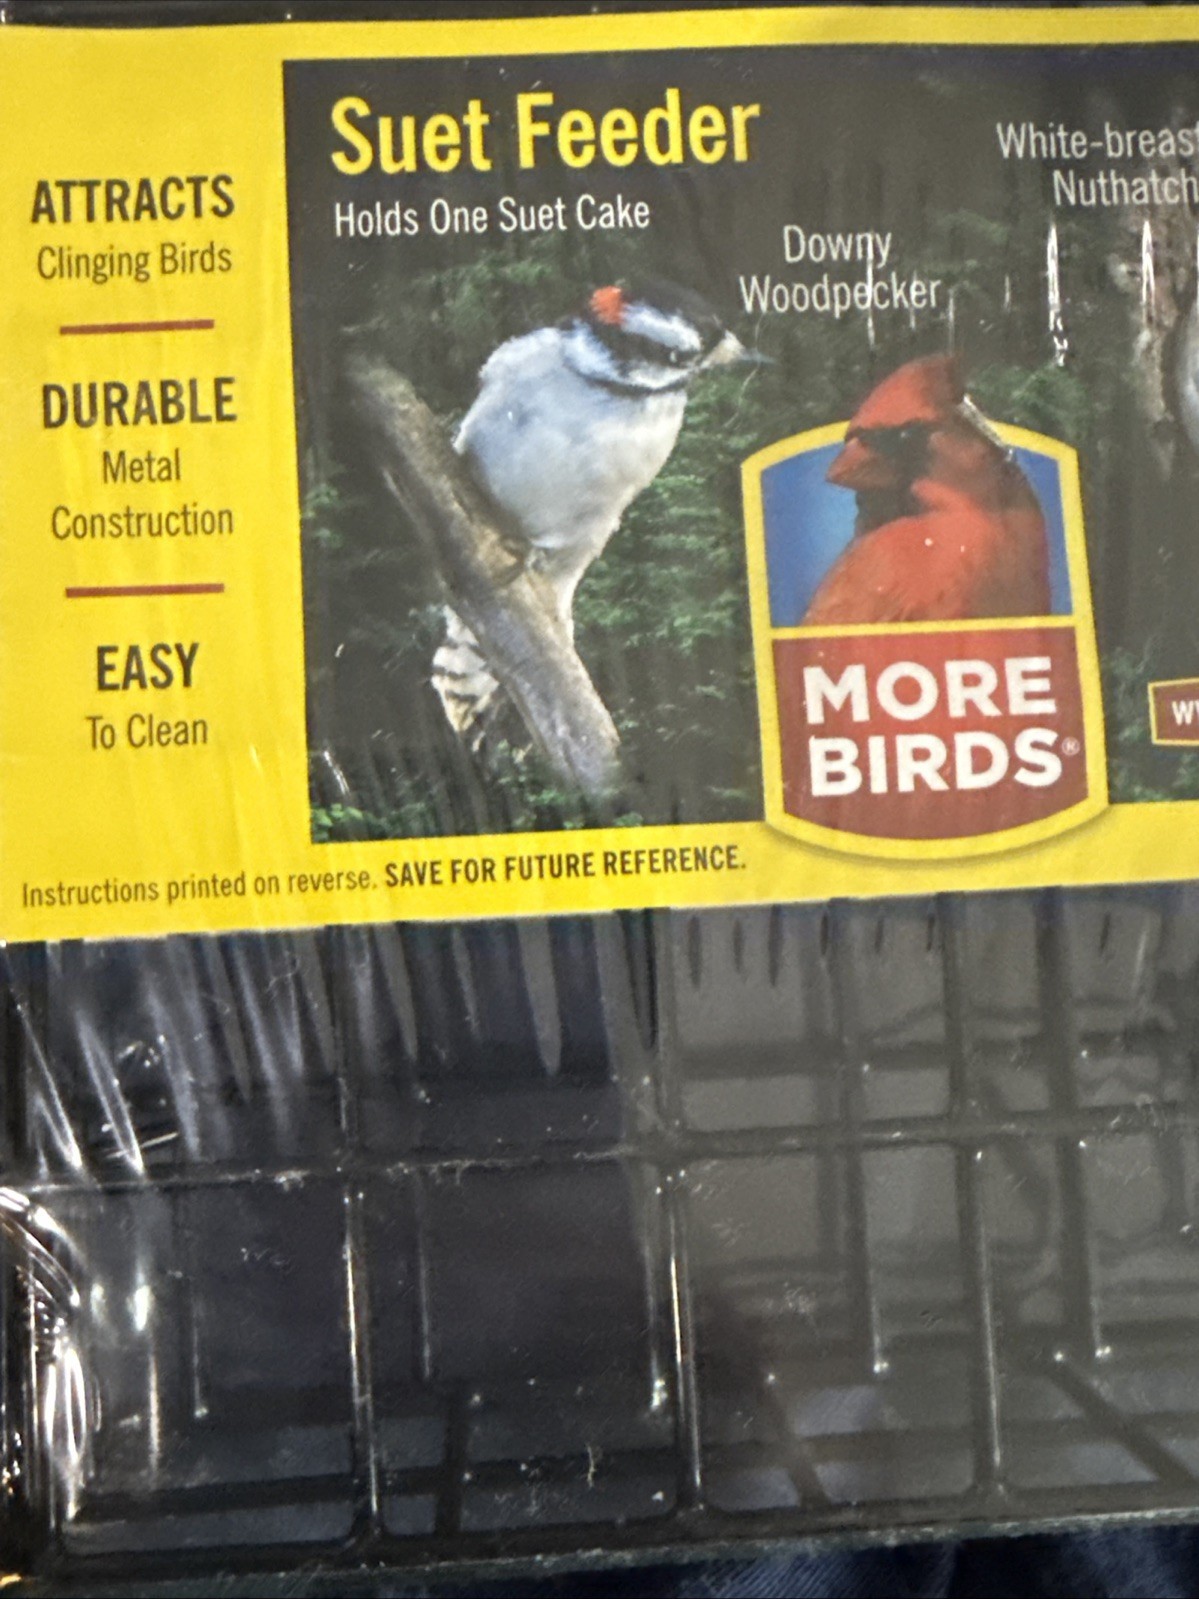 Suet Feeder
Holds One Suet Cake
ATTRACTS
Clinging Birds
DURABLE
Metal
Construction
EASY
To Clean
Downy
Woodpecker
Nuthatch
MORE
BIRDS®
Instructions printed on reverse. SAVE FOR FUTURE REFERENCE.